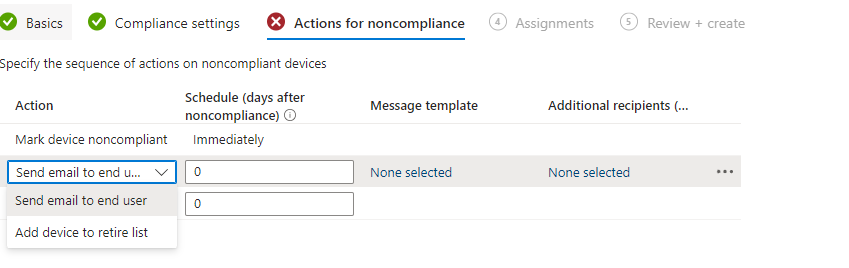 Basics
Compliance settings
Actions for noncompliance
4 Assignments
5 Review + create
Specify the sequence of actions on noncompliant devices
Action
Schedule (days after
noncompliance)
Message template
Additional recipients (...
Mark device noncompliant
Immediately
Send email to end u...
0
None selected
None selected
Send email to end user
0
Add device to retire list